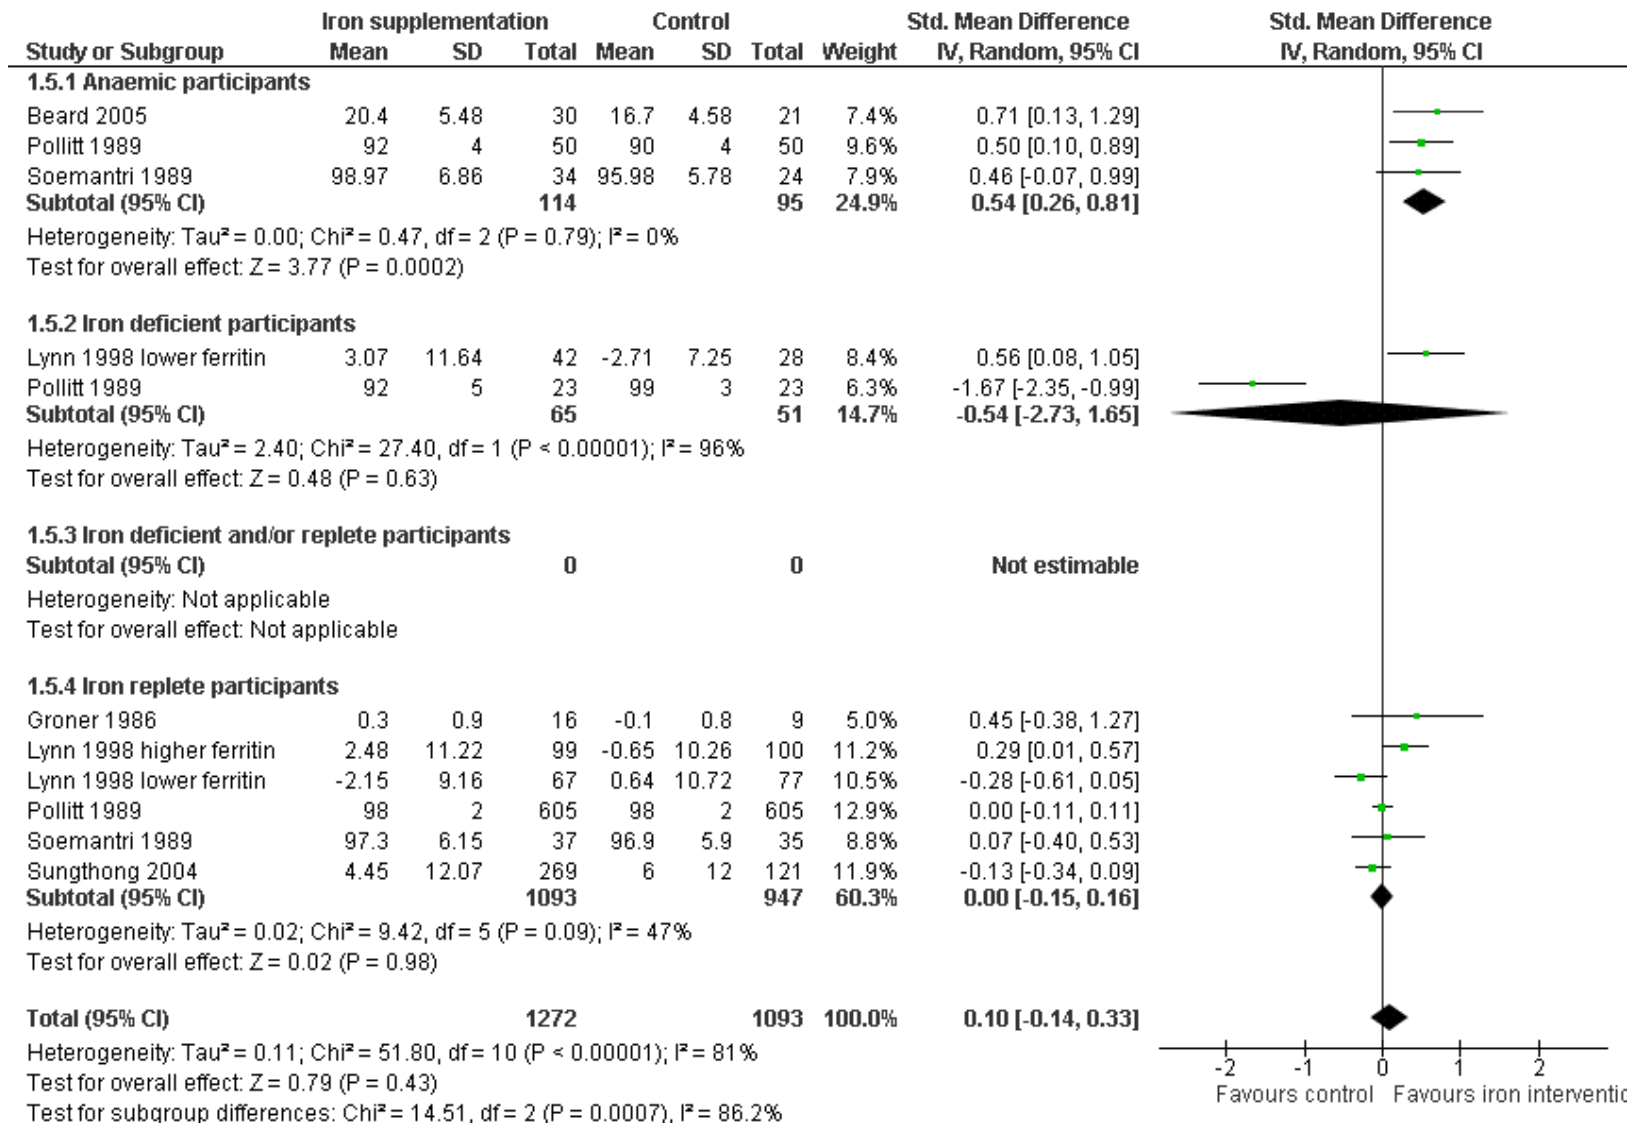 Iron supplementation Control Std. Mean Difference Std. Mean Difference
Study or Subgroup Mean SD Total Mean SD Total Weight IV, Random, 95% CI IV, Random, 95% CI
1.5.1 Anaemic participants
Beard 2005 20.4 5.48 30 16.7 4.58 21 7.4% 0.71 [0.13, 1.29]
Pollitt 1989 92 4 50 90 4 50 9.6% 0.50 [0.10, 0.89]
Soemantri 1989 98.97 6.86 34 95.98 5.78 24 7.9% 0.46 [-0.07, 0.99]
Subtotal (95% CI) 114 95 24.9% 0.54 [0.26, 0.81]
Heterogeneity: Tau² = 0.00; Chi² = 0.47, df = 2 (P = 0.79); I² = 0%
Test for overall effect: Z = 3.77 (P = 0.0002)
1.5.2 Iron deficient participants
Lynn 1998 lower ferritin 3.07 11.64 42 -2.71 7.25 28 8.4% 0.56 [0.08, 1.05]
Pollitt 1989 92 5 23 99 3 23 6.3% -1.67 [-2.35, -0.99]
Subtotal (95% CI) 65 51 14.7% -0.54 [-2.73, 1.65]
Heterogeneity: Tau² = 2.40; Chi² = 27.40, df = 1 (P < 0.00001); I² = 96%
Test for overall effect: Z = 0.48 (P = 0.63)
1.5.3 Iron deficient and/or replete participants
Subtotal (95% CI) 0 0 Not estimable
Heterogeneity: Not applicable
Test for overall effect: Not applicable
1.5.4 Iron replete participants
Groner 1986 0.3 0.9 16 -0.1 0.8 9 5.0% 0.45 [-0.38, 1.27]
Lynn 1998 higher ferritin 2.48 11.22 99 -0.65 10.26 100 11.2% 0.29 [0.01, 0.57]
Lynn 1998 lower ferritin -2.15 9.16 67 0.64 10.72 77 10.5% -0.28 [-0.61, 0.05]
Pollitt 1989 98 2 605 98 2 605 12.9% 0.00 [-0.11, 0.11]
Soemantri 1989 97.3 6.15 37 96.9 5.9 35 8.8% 0.07 [-0.40, 0.53]
Sungthong 2004 4.45 12.07 269 6 12 121 11.9% -0.13 [-0.34, 0.09]
Subtotal (95% CI) 1093 947 60.3% 0.00 [-0.15, 0.16]
Heterogeneity: Tau² = 0.02; Chi² = 9.42, df = 5 (P = 0.09); I² = 47%
Test for overall effect: Z = 0.02 (P = 0.98)
Total (95% CI) 1272 1093 100.0% 0.10 [-0.14, 0.33]
Heterogeneity: Tau² = 0.11; Chi² = 51.80, df = 10 (P < 0.00001); I² = 81%
Test for overall effect: Z = 0.79 (P = 0.43)
Test for subgroup differences: Chi² = 14.51, df = 2 (P = 0.0007), I² = 86.2%
-2 -1 0 1 2
Favours control Favours iron interventio